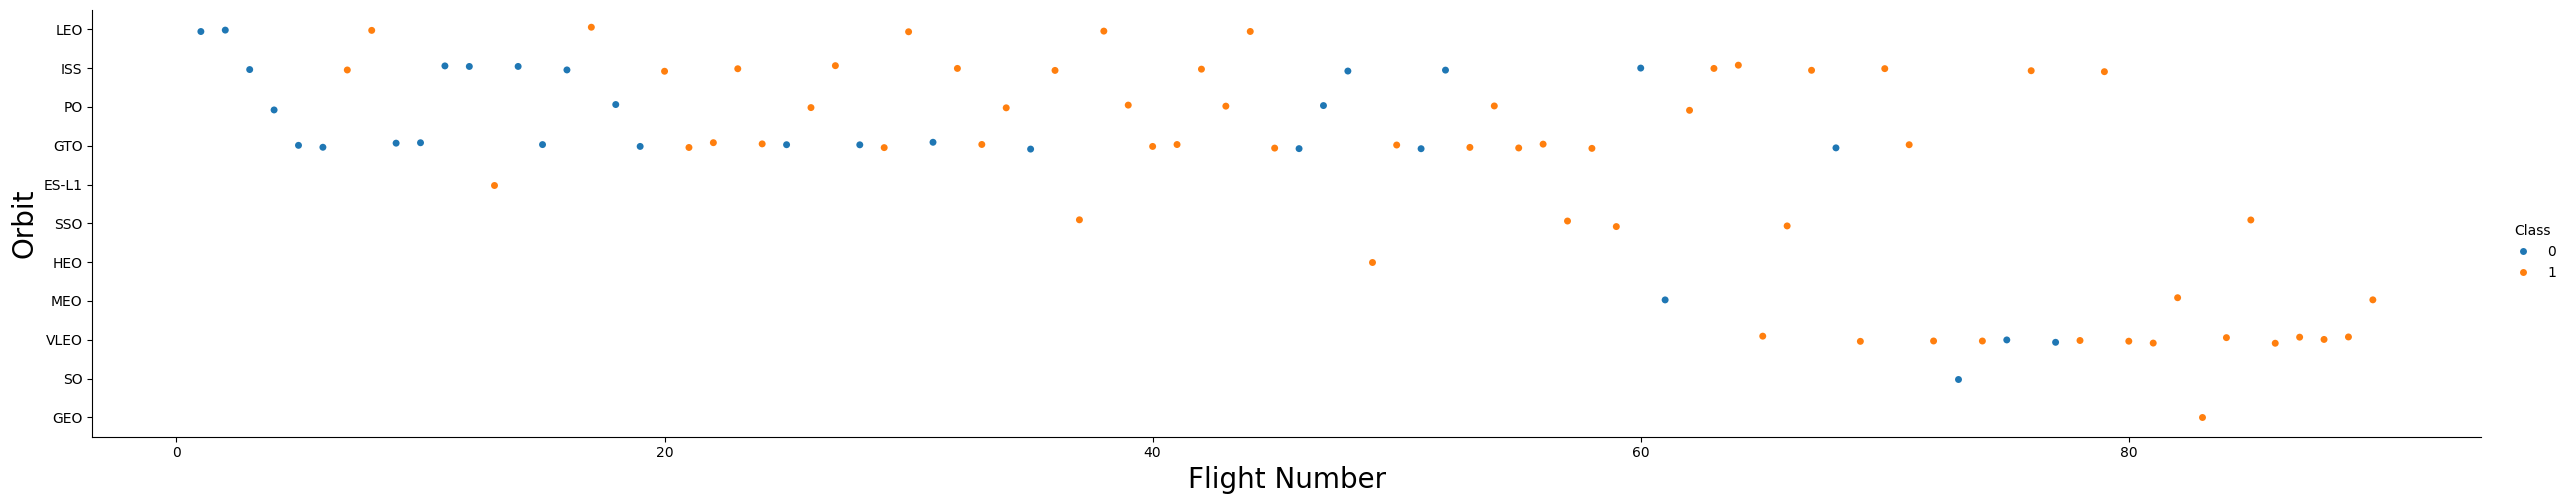 LEO
ISS
PO
GTO
ES-L1
SSO
HEO
MEO
VLEO
SO
GEO
Orbit
0 20 40 60 80
Flight Number
Class
0
1